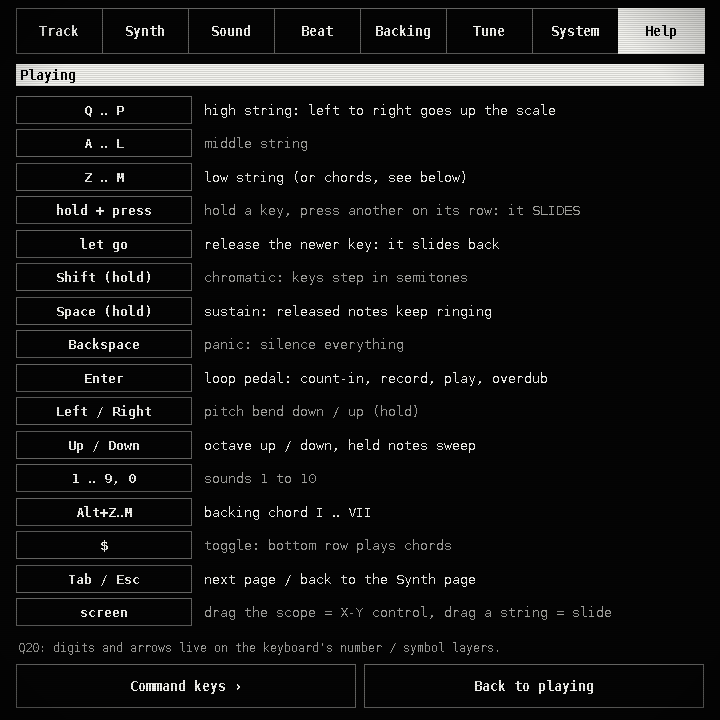 Track Synth Sound Beat Backing Tune System Help
Playing
Q .. P high string: left to right goes up the scale
A .. L middle string
Z .. M low string (or chords, see below)
hold + press hold a key, press another on its row: it SLIDES
let go release the newer key: it slides back
Shift (hold) chromatic: keys step in semitones
Space (hold) sustain: released notes keep ringing
Backspace panic: silence everything
Enter loop pedal: count-in, record, play, overdub
Left / Right pitch bend down / up (hold)
Up / Down octave up / down, held notes sweep
1 .. 9, 0 sounds 1 to 10
Alt+Z..M backing chord I .. VII
$ toggle: bottom row plays chords
Tab / Esc next page / back to the Synth page
screen drag the scope = X-Y control, drag a string = slide
Q20: digits and arrows live on the keyboard's number / symbol layers.
Command keys › Back to playing